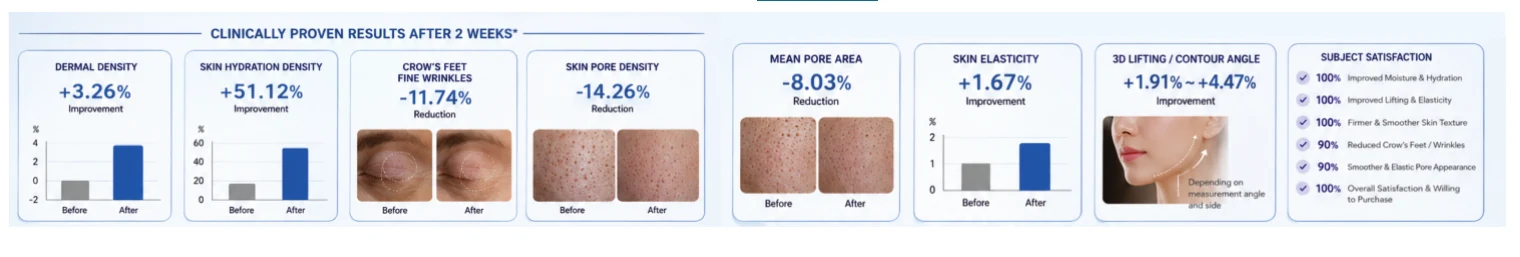 CLINICALLY PROVEN RESULTS AFTER 2 WEEKS*
DERMAL DENSITY
+3.26%
Improvement
%
4
2
0
-2
Before
After
SKIN HYDRATION DENSITY
+51.12%
Improvement
%
60
40
20
0
Before
After
CROW'S FEET
FINE WRINKLES
-11.74%
Reduction
Before
After
SKIN PORE DENSITY
-14.26%
Reduction
Before
After
MEAN PORE AREA
-8.03%
Reduction
Before
After
SKIN ELASTICITY
+1.67%
Improvement
%
2
1
0
Before
After
3D LIFTING / CONTOUR ANGLE
+1.91% ~ +4.47%
Improvement
Depending on
measurement angle
and side
SUBJECT SATISFACTION
100% Improved Moisture & Hydration
100% Improved Lifting & Elasticity
100% Firmer & Smoother Skin Texture
90% Reduced Crow's Feet / Wrinkles
90% Smoother & Elastic Pore Appearance
100% Overall Satisfaction & Willing
to Purchase